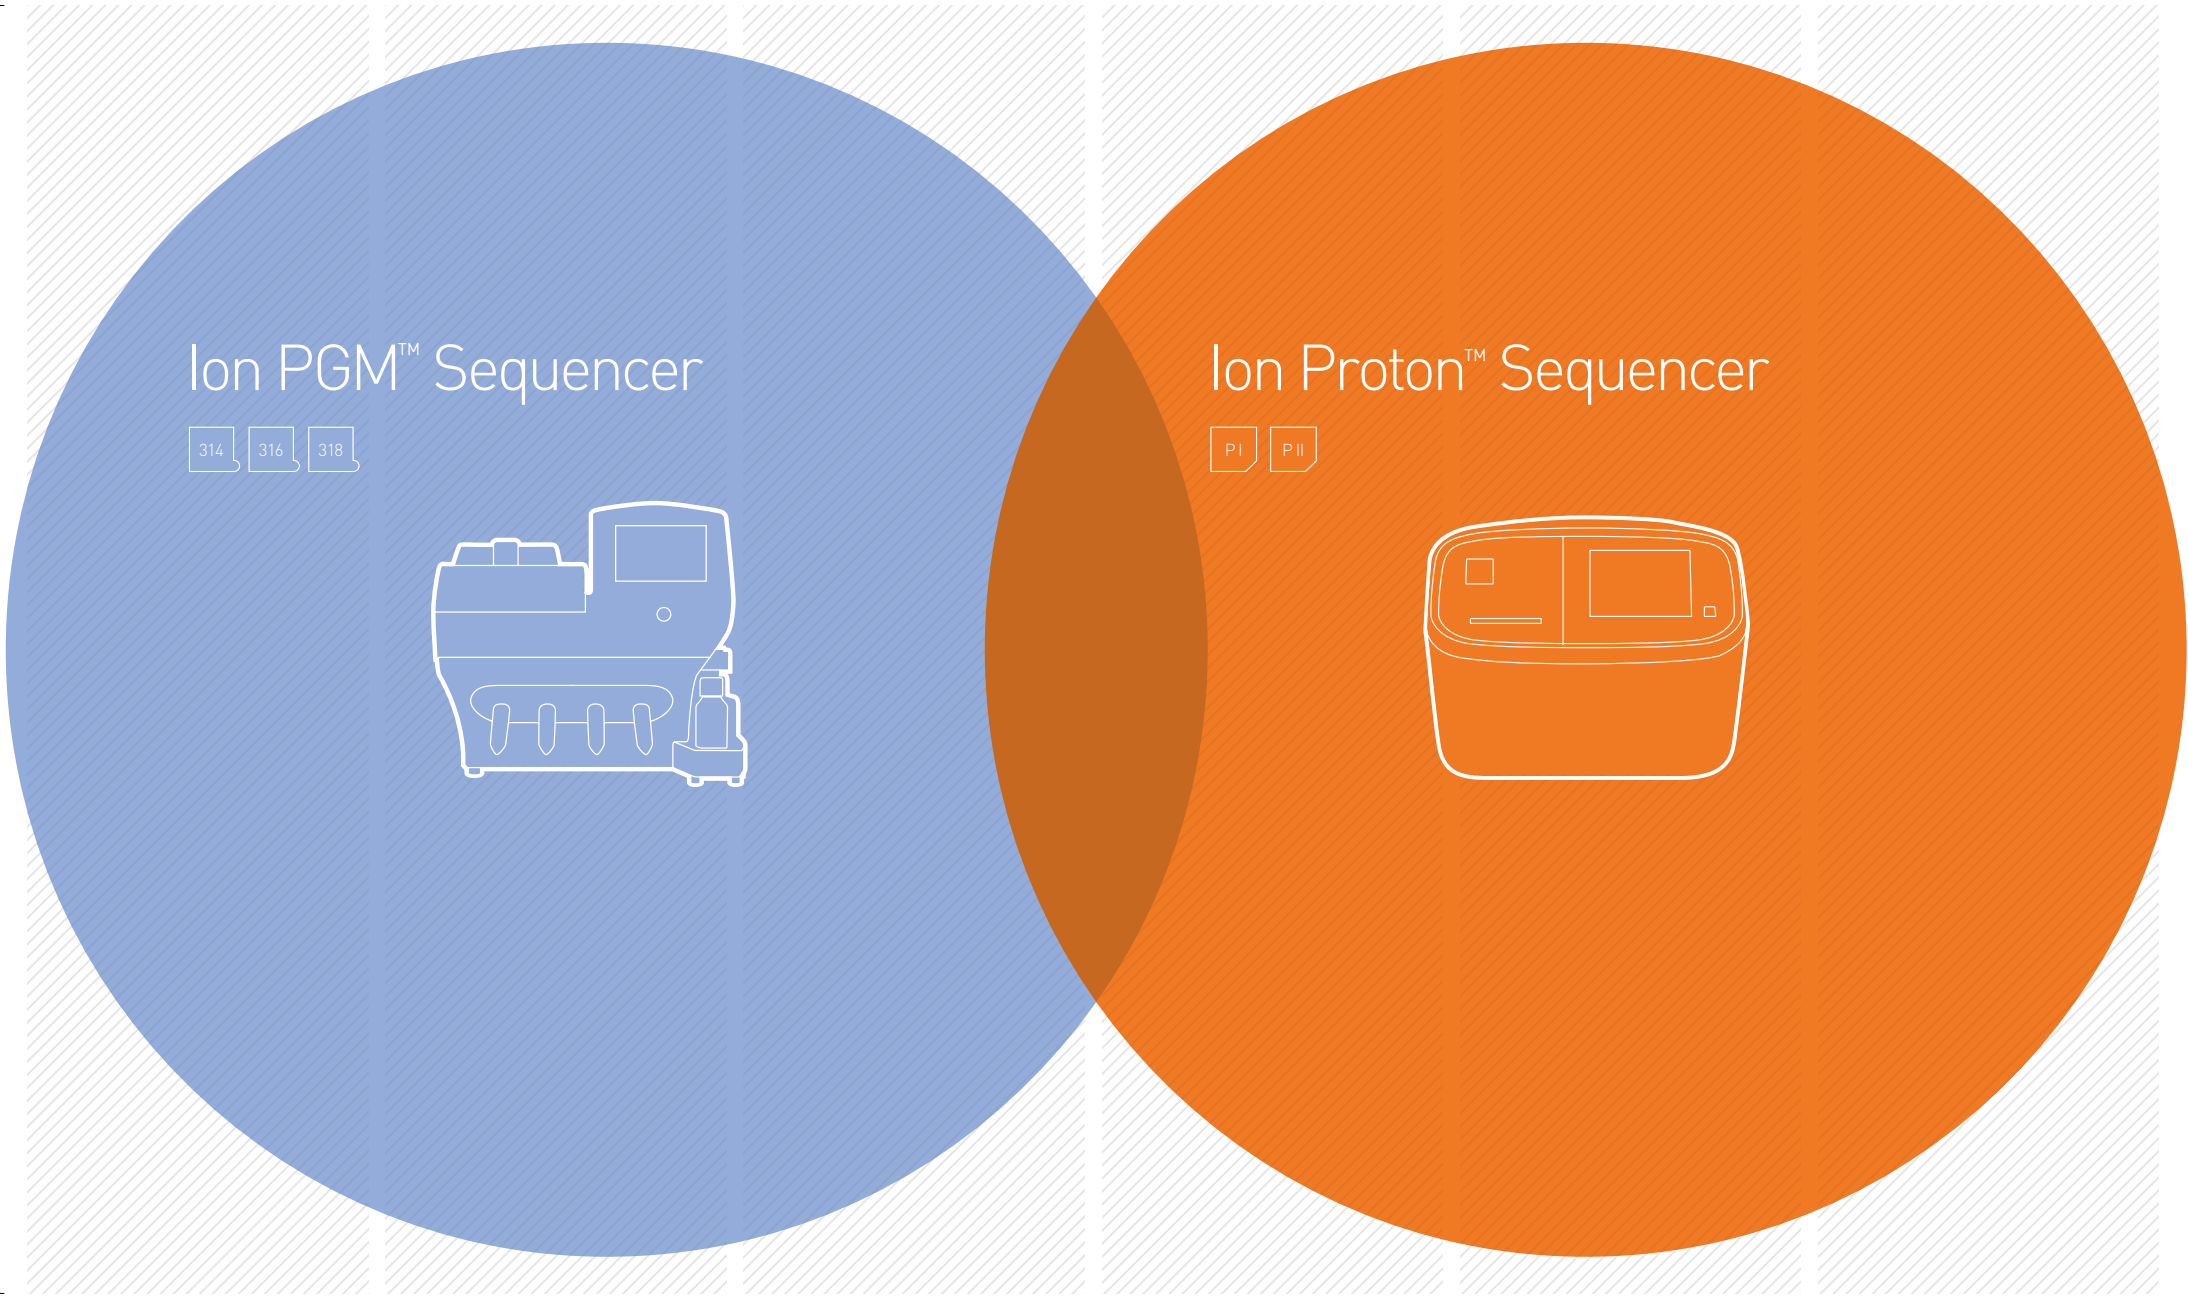 Ion PGM™ Sequencer
314 316 318
Ion Proton™ Sequencer
P I P II